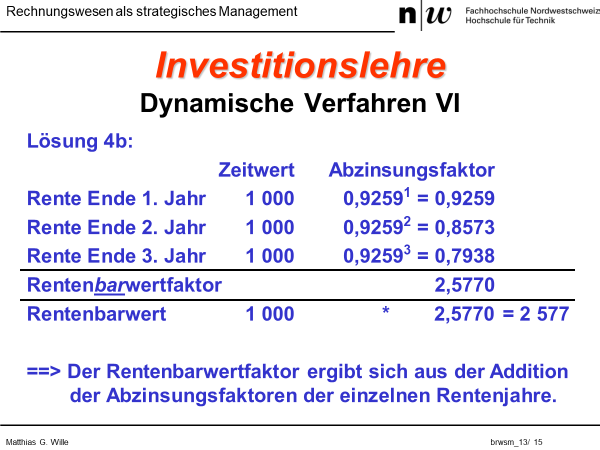 Rechnungswesen als strategisches Management
n|w Fachhochschule Nordwestschweiz
Hochschule für Technik
Investitionslehre
Dynamische Verfahren VI
Lösung 4b:
Zeitwert Abzinsungsfaktor
Rente Ende 1. Jahr 1 000 0,9259¹ = 0,9259
Rente Ende 2. Jahr 1 000 0,9259² = 0,8573
Rente Ende 3. Jahr 1 000 0,9259³ = 0,7938
Rentenbarwertfaktor 2,5770
Rentenbarwert 1 000 * 2,5770 = 2 577
==> Der Rentenbarwertfaktor ergibt sich aus der Addition
der Abzinsungsfaktoren der einzelnen Rentenjahre.
Matthias G. Wille brwsm_13/ 15